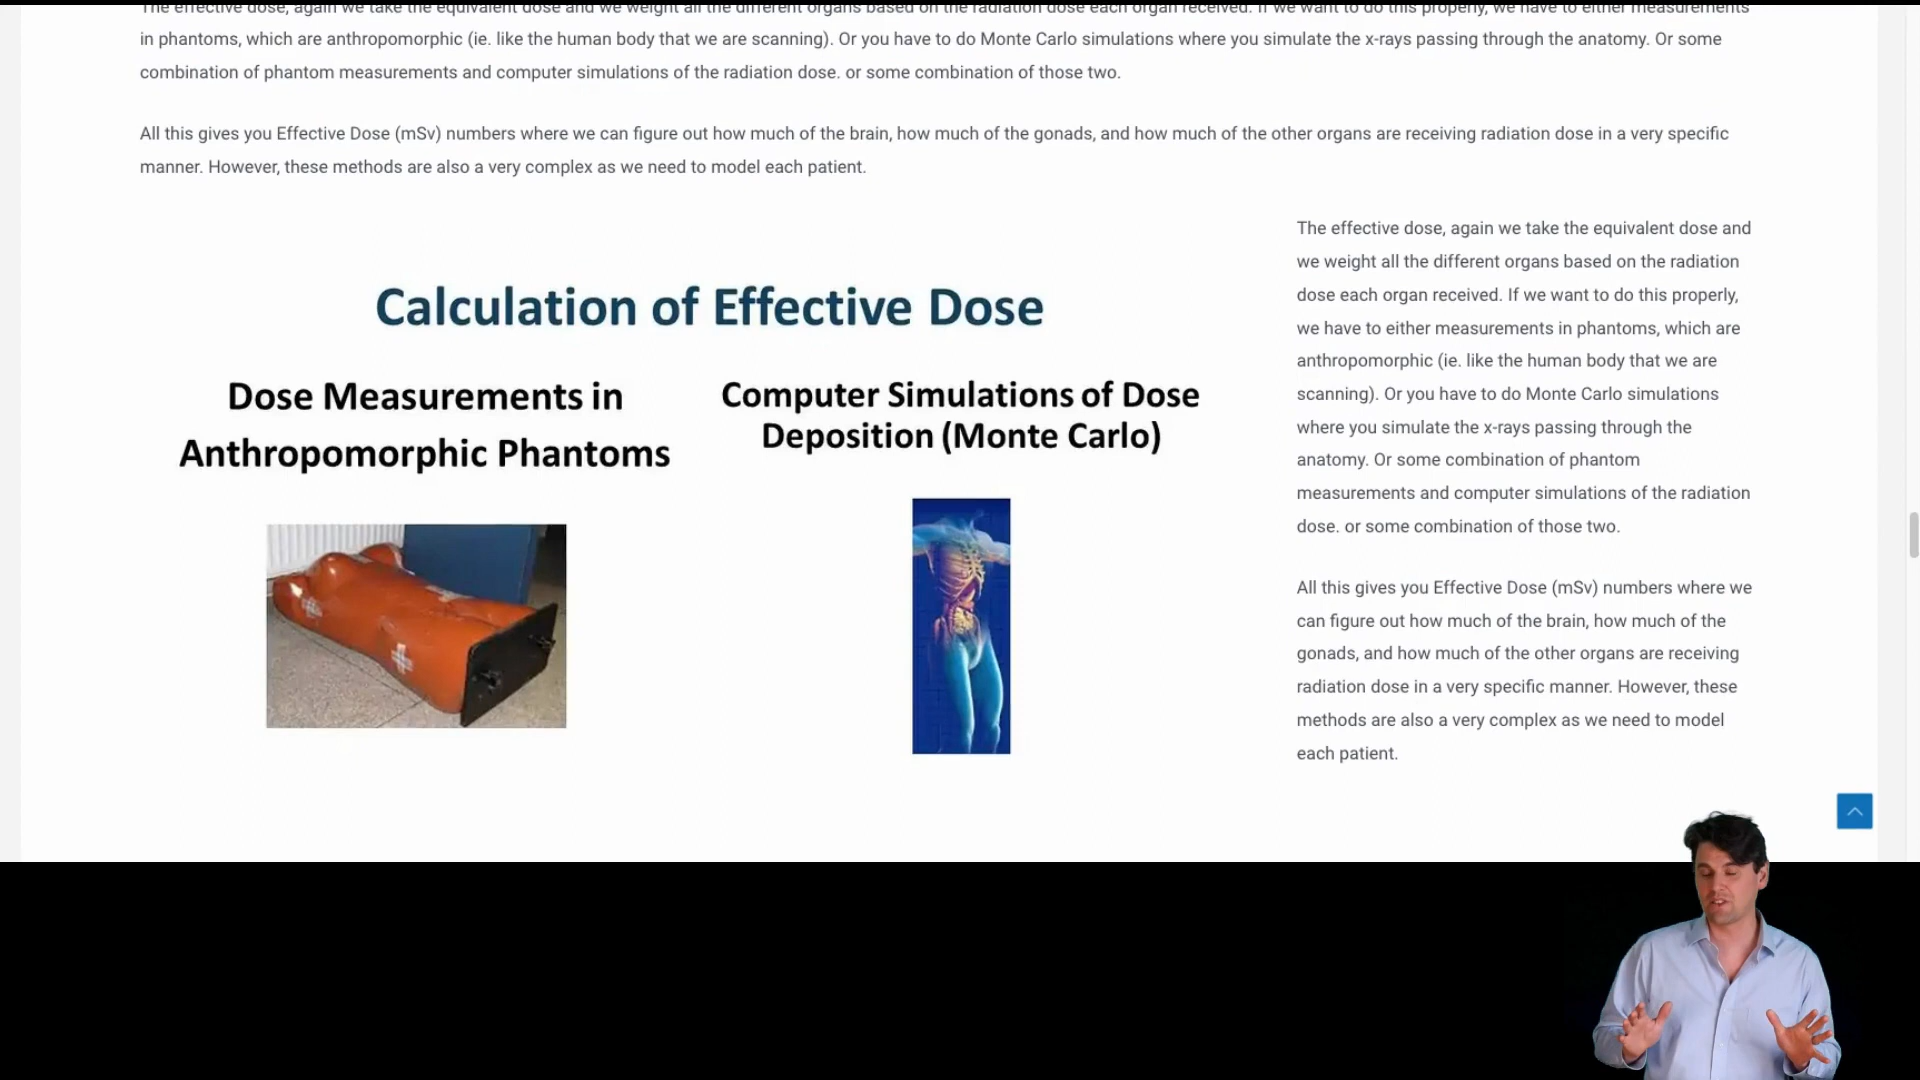 The effective dose, again we take the equivalent dose and we weight all the different organs based on the radiation dose each organ received. If we want to do this properly, we have to either measurements
in phantoms, which are anthropomorphic (ie. like the human body that we are scanning). Or you have to do Monte Carlo simulations where you simulate the x-rays passing through the anatomy. Or some
combination of phantom measurements and computer simulations of the radiation dose. or some combination of those two.
All this gives you Effective Dose (mSv) numbers where we can figure out how much of the brain, how much of the gonads, and how much of the other organs are receiving radiation dose in a very specific
manner. However, these methods are also a very complex as we need to model each patient.
Calculation of Effective Dose
Dose Measurements in
Anthropomorphic Phantoms
Computer Simulations of Dose
Deposition (Monte Carlo)
The effective dose, again we take the equivalent dose and
we weight all the different organs based on the radiation
dose each organ received. If we want to do this properly,
we have to either measurements in phantoms, which are
anthropomorphic (ie. like the human body that we are
scanning). Or you have to do Monte Carlo simulations
where you simulate the x-rays passing through the
anatomy. Or some combination of phantom
measurements and computer simulations of the radiation
dose. or some combination of those two.
All this gives you Effective Dose (mSv) numbers where we
can figure out how much of the brain, how much of the
gonads, and how much of the other organs are receiving
radiation dose in a very specific manner. However, these
methods are also a very complex as we need to model
each patient.